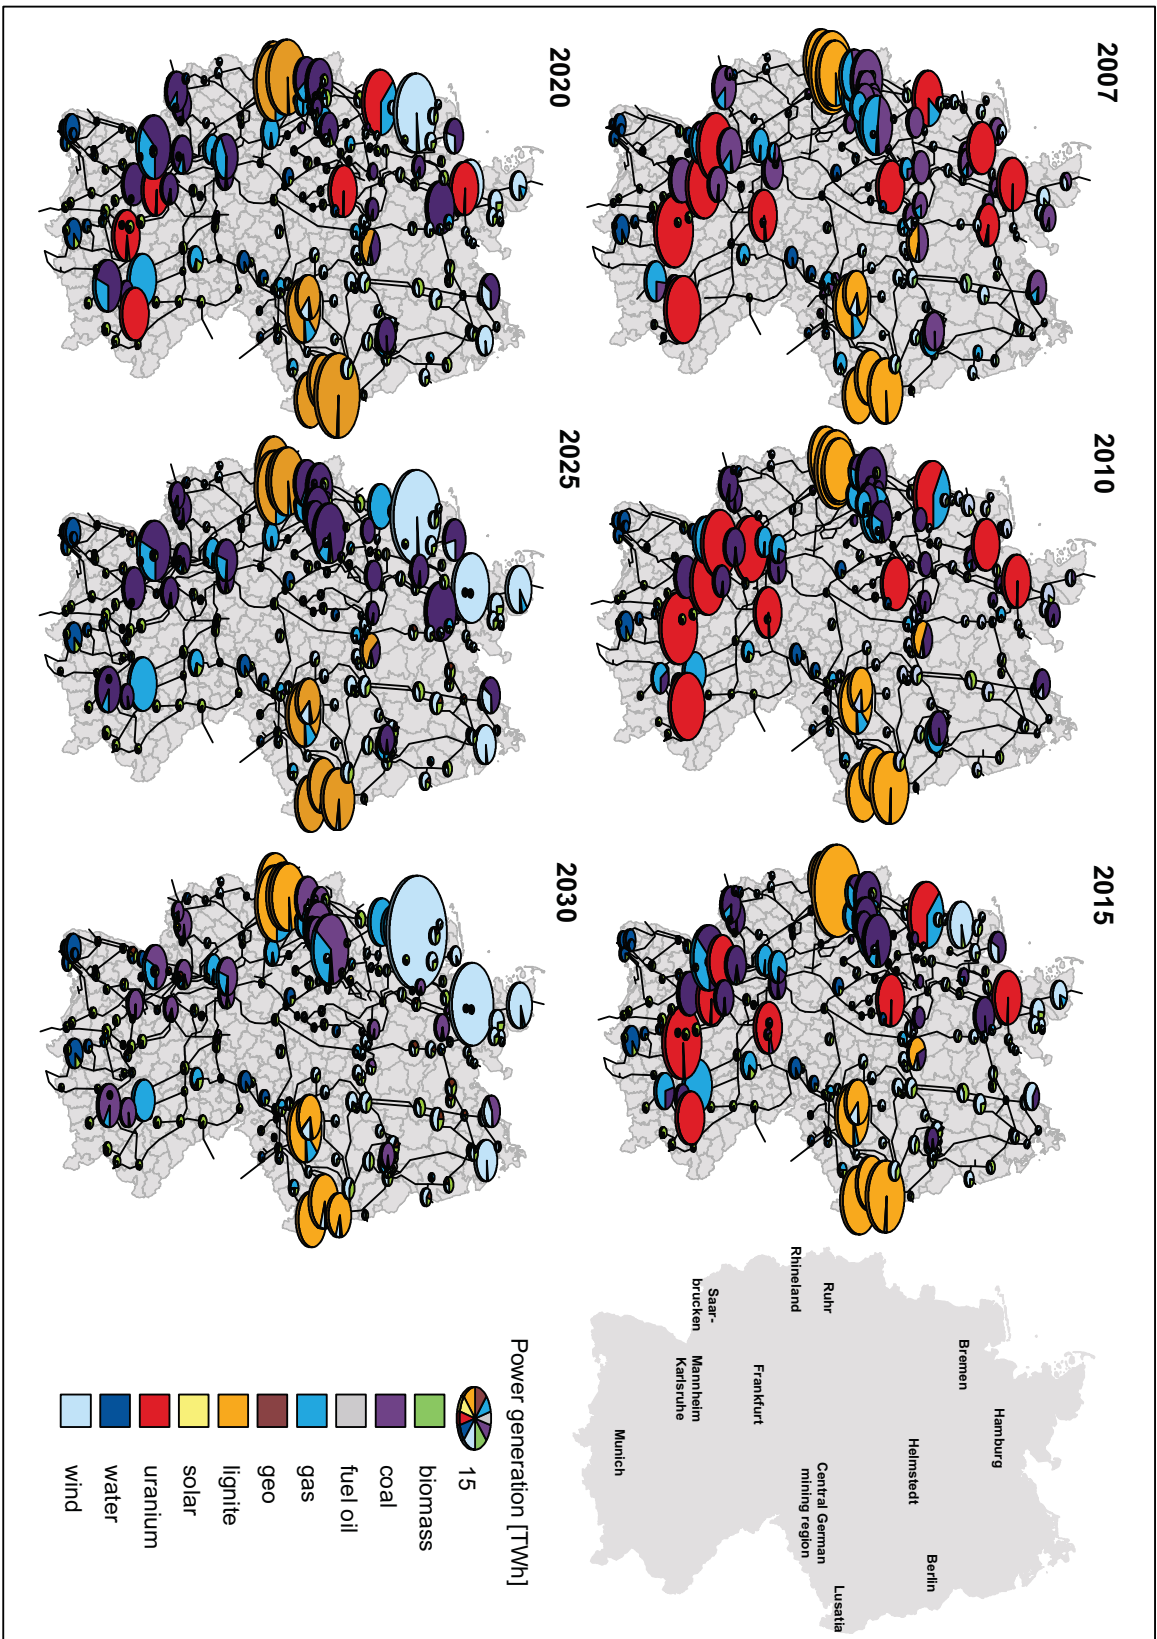 2007
2010
2015
Bremen
Hamburg
Helmstedt
Berlin
Ruhr
Rhineland
Central German
mining region
Lusatia
Frankfurt
Saar-
brucken
Mannheim
Karlsruhe
Munich
2020
2025
2030
Power generation [TWh]
15
biomass
coal
fuel oil
gas
geo
lignite
solar
uranium
water
wind